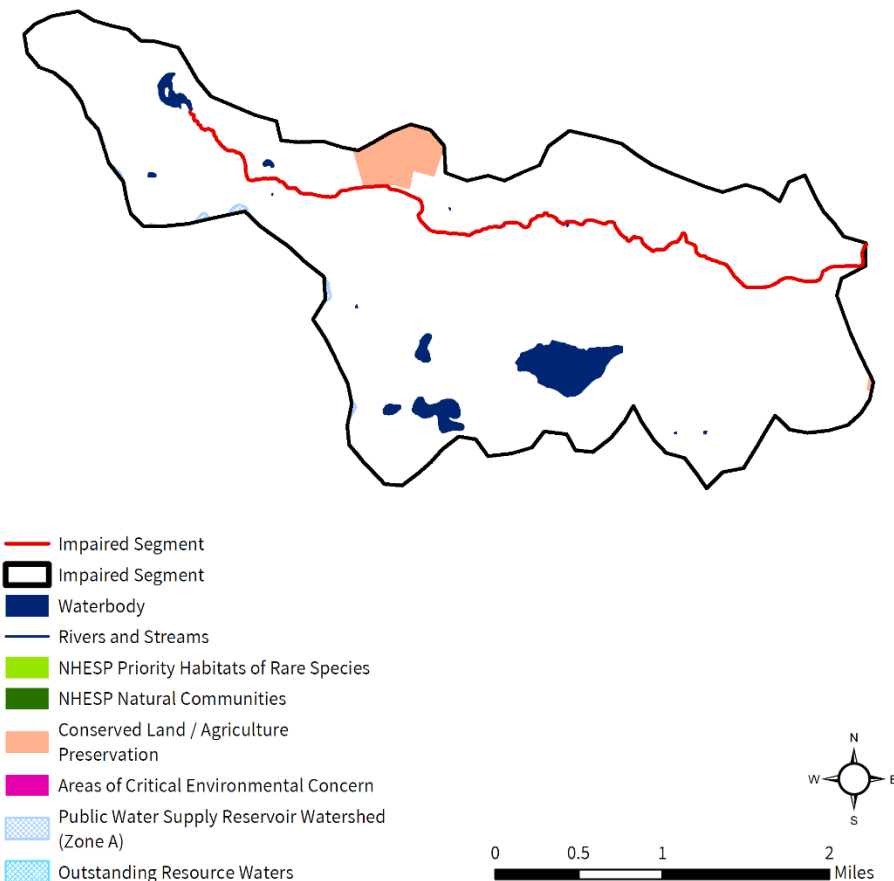 Impaired Segment
Impaired Segment
Waterbody
Rivers and Streams
NHESP Priority Habitats of Rare Species
NHESP Natural Communities
Conserved Land / Agriculture
Preservation
Areas of Critical Environmental Concern
Public Water Supply Reservoir Watershed
(Zone A)
Outstanding Resource Waters
N
W E
S
0 0.5 1 2
Miles